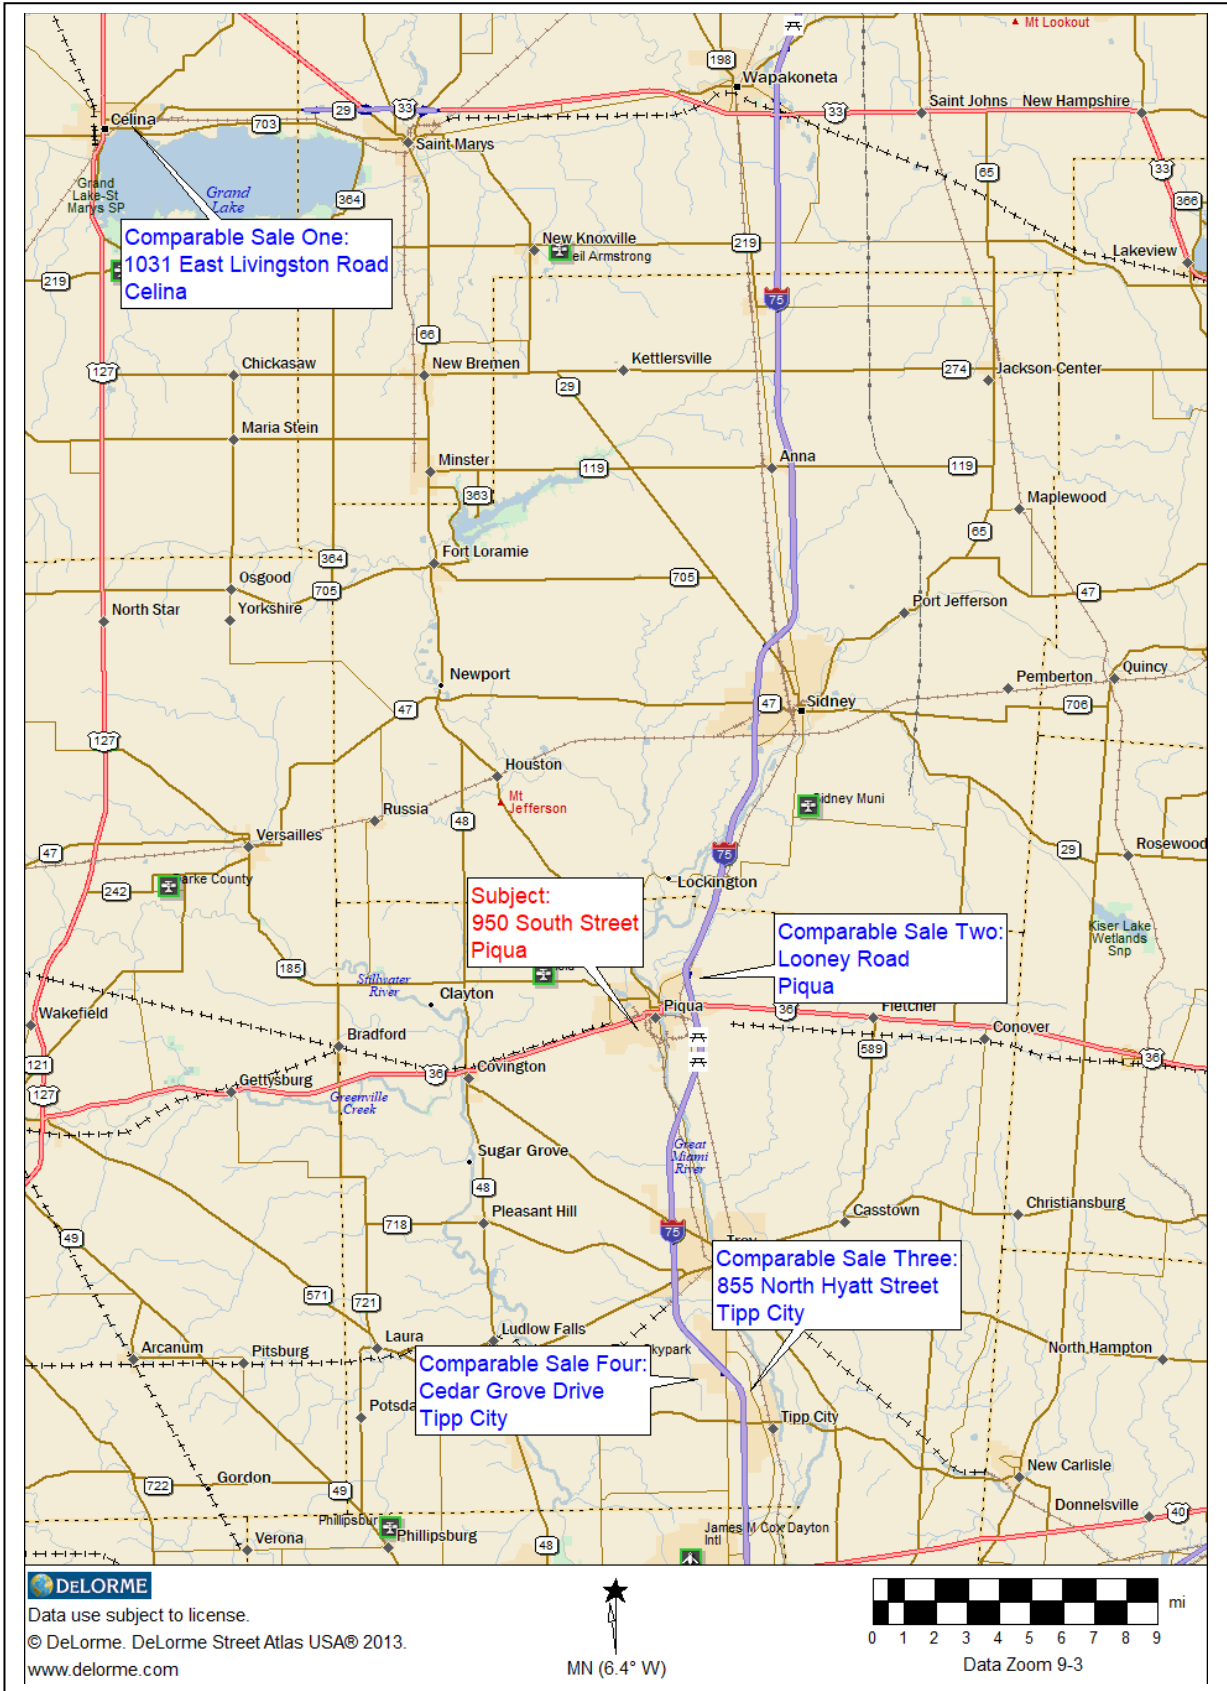 Mt Lookout
198
Wapakoneta
29
33
Saint Johns
New Hampshire
Celina
703
33
Saint Marys
65
33
Grand
Lake-St
Marys SP
Grand
Lake
364
366
Comparable Sale One:
1031 East Livingston Road
Celina
New Knoxville
eil Armstrong
219
Lakeview
219
75
66
Chickasaw
New Bremen
Kettlersville
127
29
274
Jackson Center
Maria Stein
Minster
119
Anna
119
363
Maplewood
65
364
Fort Loramie
Osgood
705
705
47
North Star
Yorkshire
Port Jefferson
Newport
Pemberton
Quincy
47
47
Sidney
706
127
Houston
Mt
Jefferson
Russia
48
Sidney Muni
Versailles
47
75
29
Rosewood
242
arke County
Lockington
Subject:
950 South Street
Piqua
Comparable Sale Two:
Looney Road
Piqua
Kiser Lake
Wetlands
Snp
185
Stillwater
River
Clayton
Piqua
36
Fletcher
Wakefield
Bradford
Conover
589
36
121
36
Covington
127
Gettysburg
Greenville
Creek
Great
Miami
River
Sugar Grove
48
Pleasant Hill
718
Casstown
Christiansburg
49
75
Troy
Comparable Sale Three:
855 North Hyatt Street
Tipp City
571
721
Laura
Ludlow Falls
Arcanum
Pitsburg
kypark
North Hampton
Comparable Sale Four:
Cedar Grove Drive
Tipp City
Potsda
Tipp City
722
Gordon
49
New Carlisle
Donnelsville
40
Phillipsbur
Phillipsburg
Verona
48
James M Cox Dayton
Intl
DELORME
Data use subject to license.
© DeLorme. DeLorme Street Atlas USA® 2013.
www.delorme.com
MN (6.4° W)
mi
0 1 2 3 4 5 6 7 8 9
Data Zoom 9-3